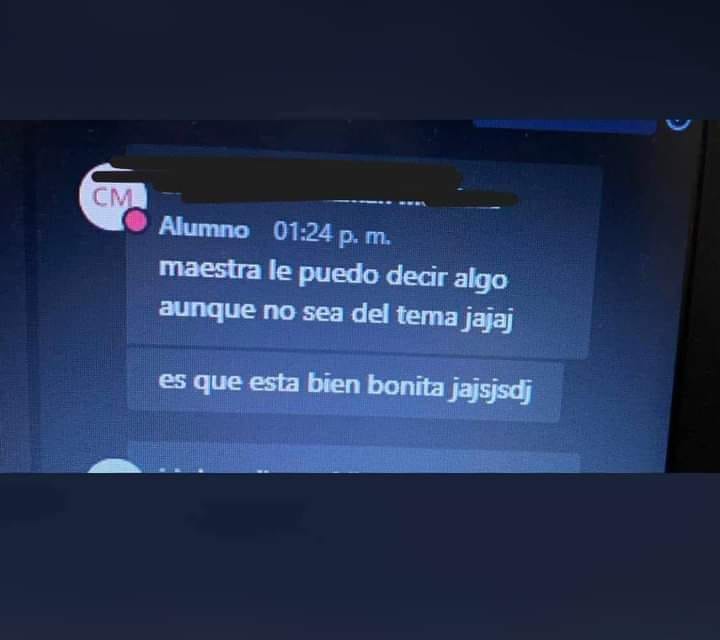 CM
Alumno 01:24 p. m.
maestra le puedo decir algo
aunque no sea del tema jajaj
es que esta bien bonita jajsjsdj